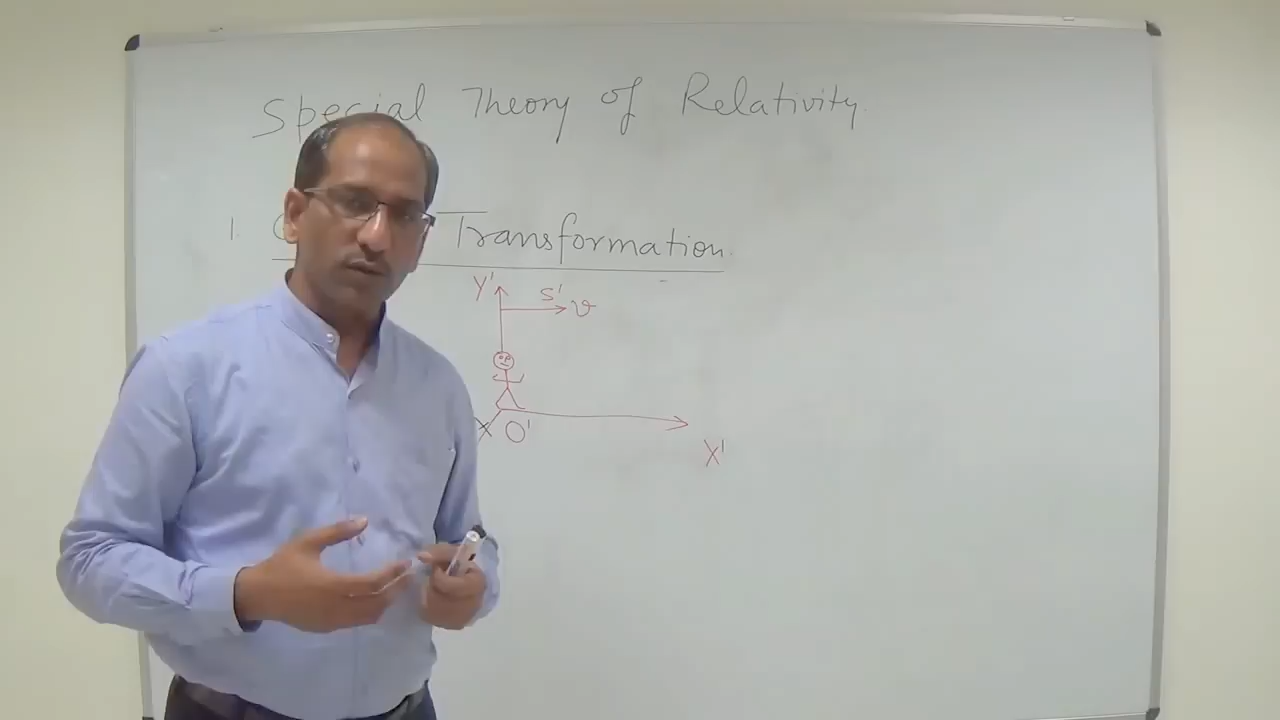 Special Theory of Relativity.
1. Transformation.
Y' S' v
X O'
X'